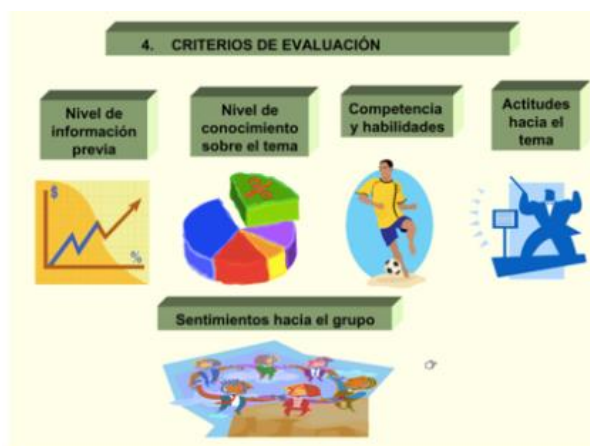 4. CRITERIOS DE EVALUACIÓN
Nivel de
información
previa
Nivel de
conocimiento
sobre el tema
Competencia
y habilidades
Actitudes
hacia el
tema
$
%
%
Sentimientos hacia el grupo